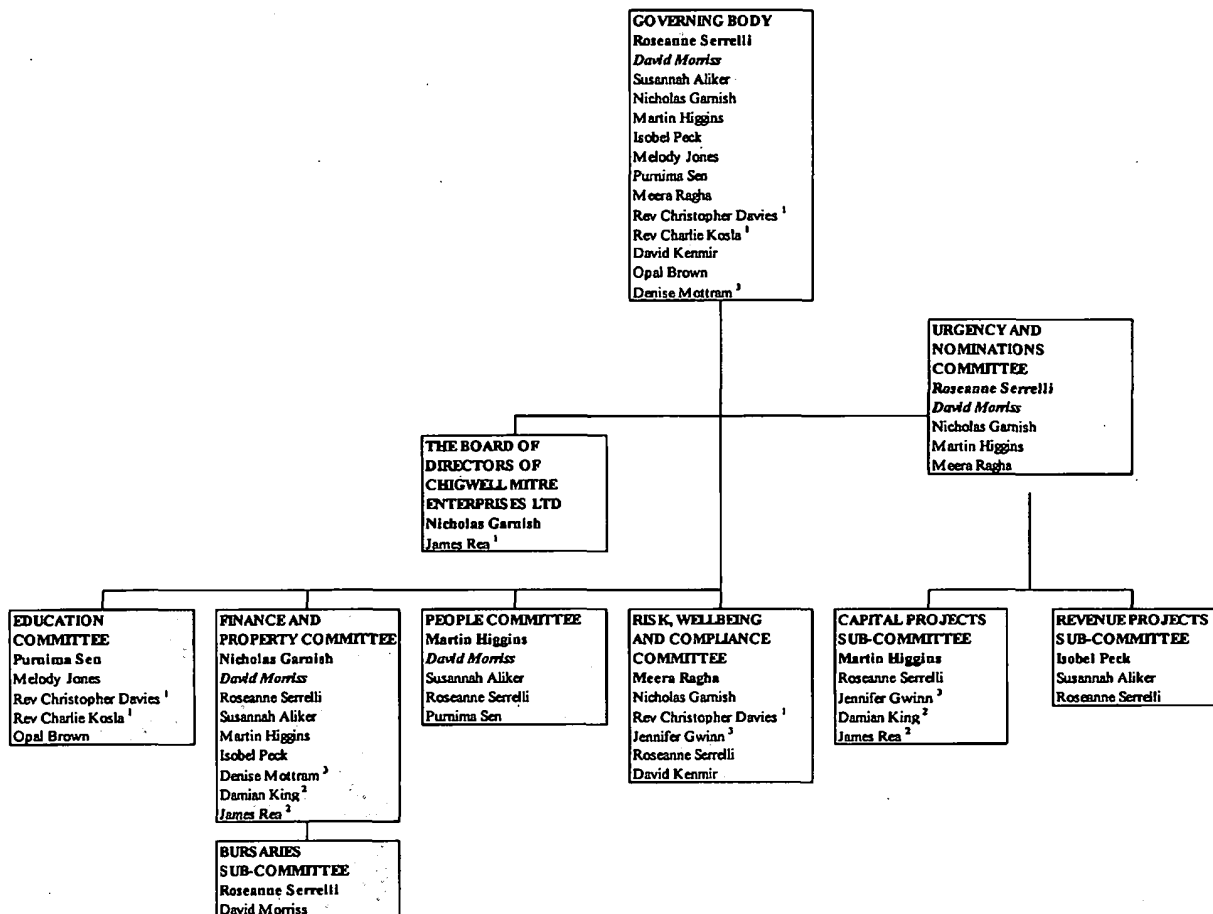 GOVERNING BODY
Roseanne Serrelli
David Morriss
Susannah Aliker
Nicholas Garnish
Martin Higgins
Isobel Peck
Melody Jones
Purnima Sen
Meera Ragha
Rev Christopher Davies ¹
Rev Charlie Kosla ¹
David Kenmir
Opal Brown
Denise Mottram ³
URGENCY AND
NOMINATIONS
COMMITTEE
Roseanne Serrelli
David Morriss
Nicholas Garnish
Martin Higgins
Meera Ragha
THE BOARD OF
DIRECTORS OF
CHIGWELL MITRE
ENTERPRISES LTD
Nicholas Garnish
James Rea ¹
EDUCATION
COMMITTEE
Purnima Sen
Melody Jones
Rev Christopher Davies ¹
Rev Charlie Kosla ¹
Opal Brown
FINANCE AND
PROPERTY COMMITTEE
Nicholas Garnish
David Morriss
Roseanne Serrelli
Susannah Aliker
Martin Higgins
Isobel Peck
Denise Mottram ³
Damian King ²
James Rea ²
PEOPLE COMMITTEE
Martin Higgins
David Morriss
Susannah Aliker
Roseanne Serrelli
Purnima Sen
RISK, WELLBEING
AND COMPLIANCE
COMMITTEE
Meera Ragha
Nicholas Garnish
Rev Christopher Davies ¹
Jennifer Gwinn ³
Roseanne Serrelli
David Kenmir
CAPITAL PROJECTS
SUB-COMMITTEE
Martin Higgins
Roseanne Serrelli
Jennifer Gwinn ³
Damian King ²
James Rea ²
REVENUE PROJECTS
SUB-COMMITTEE
Isobel Peck
Susannah Aliker
Roseanne Serrelli
BURSARIES
SUB-COMMITTEE
Roseanne Serrelli
David Morriss